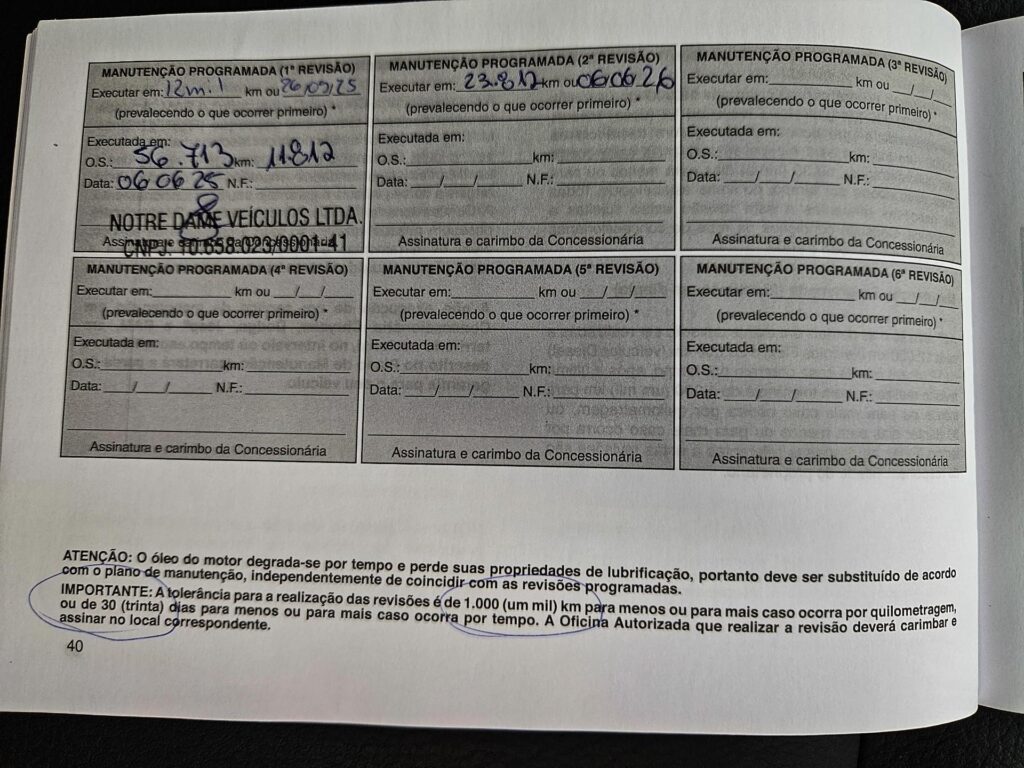 MANUTENÇÃO PROGRAMADA (1ª REVISÃO)
Executar em: 12mil km ou 26/09/25
(prevalecendo o que ocorrer primeiro) *
Executada em:
O.S.: 56.713 km: 11812
Data: 06 06 25 N.F.:
NOTRE DAME VEÍCULOS LTDA.
CNPJ. 10.658.023/0001-41
MANUTENÇÃO PROGRAMADA (2ª REVISÃO)
Executar em: 23.812 km ou 06 06 26
(prevalecendo o que ocorrer primeiro) *
Executada em:
O.S.: km:
Data: / / N.F.:
Assinatura e carimbo da Concessionária
MANUTENÇÃO PROGRAMADA (3ª REVISÃO)
Executar em: km ou / /
(prevalecendo o que ocorrer primeiro) *
Executada em:
O.S.: km:
Data: / / N.F.:
Assinatura e carimbo da Concessionária
MANUTENÇÃO PROGRAMADA (4ª REVISÃO)
Executar em: km ou / /
(prevalecendo o que ocorrer primeiro) *
Executada em:
O.S.: km:
Data: / / N.F.:
Assinatura e carimbo da Concessionária
MANUTENÇÃO PROGRAMADA (5ª REVISÃO)
Executar em: km ou / /
(prevalecendo o que ocorrer primeiro) *
Executada em:
O.S.: km:
Data: / / N.F.:
Assinatura e carimbo da Concessionária
MANUTENÇÃO PROGRAMADA (6ª REVISÃO)
Executar em: km ou / /
(prevalecendo o que ocorrer primeiro) *
Executada em:
O.S.: km:
Data: / / N.F.:
Assinatura e carimbo da Concessionária
ATENÇÃO: O óleo do motor degrada-se por tempo e perde suas propriedades de lubrificação, portanto deve ser substituído de acordo
com o plano de manutenção, independentemente de coincidir com as revisões programadas.
IMPORTANTE: A tolerância para a realização das revisões é de 1.000 (um mil) km para menos ou para mais caso ocorra por quilometragem,
ou de 30 (trinta) dias para menos ou para mais caso ocorra por tempo. A Oficina Autorizada que realizar a revisão deverá carimbar e
assinar no local correspondente.
40